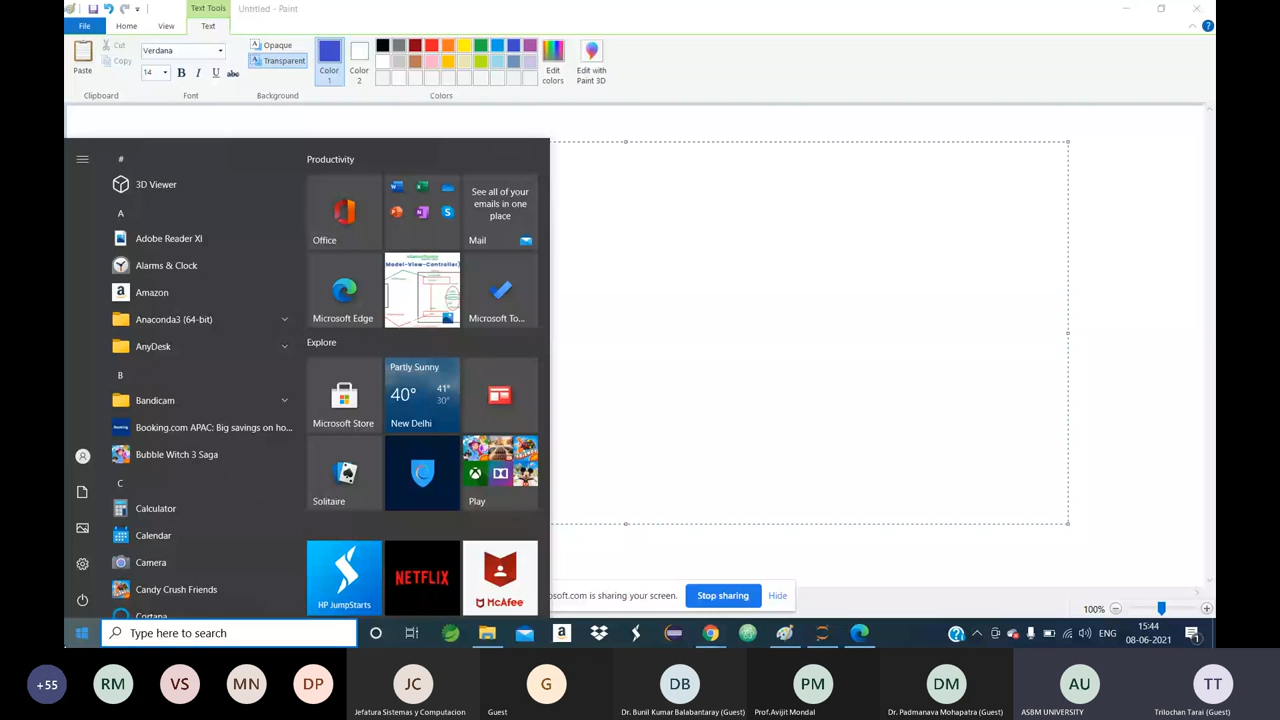 Text Tools
Untitled - Paint
File
Home
View
Text
Cut
Copy
Paste
Clipboard
Verdana
14
B
I
U
abc
Font
Opaque
Transparent
Background
Color 1
Color 2
Colors
Edit colors
Edit with Paint 3D
#
3D Viewer
A
Adobe Reader XI
Alarms & Clock
Amazon
Anaconda3 (64-bit)
AnyDesk
B
Bandicam
Booking.com APAC: Big savings on ho...
Bubble Witch 3 Saga
C
Calculator
Calendar
Camera
Candy Crush Friends
Cortana
Productivity
Office
See all of your
emails in one
place
Mail
Microsoft Edge
Model-View-Controller)
Microsoft To...
Explore
Microsoft Store
Partly Sunny
40°
41°
30°
New Delhi
Solitaire
Play
HP JumpStarts
NETFLIX
McAfee
osoft.com is sharing your screen.
Stop sharing
Hide
100%
Type here to search
ENG
15:44
08-06-2021
+55
RM
VS
MN
DP
JC
Jefatura Sistemas y Computacion
G
Guest
DB
Dr. Bunil Kumar Balabantaray (Guest)
PM
Prof.Avijit Mondal
DM
Dr. Padmanava Mohapatra (Guest)
AU
ASBM UNIVERSITY
TT
Trilochan Tarai (Guest)